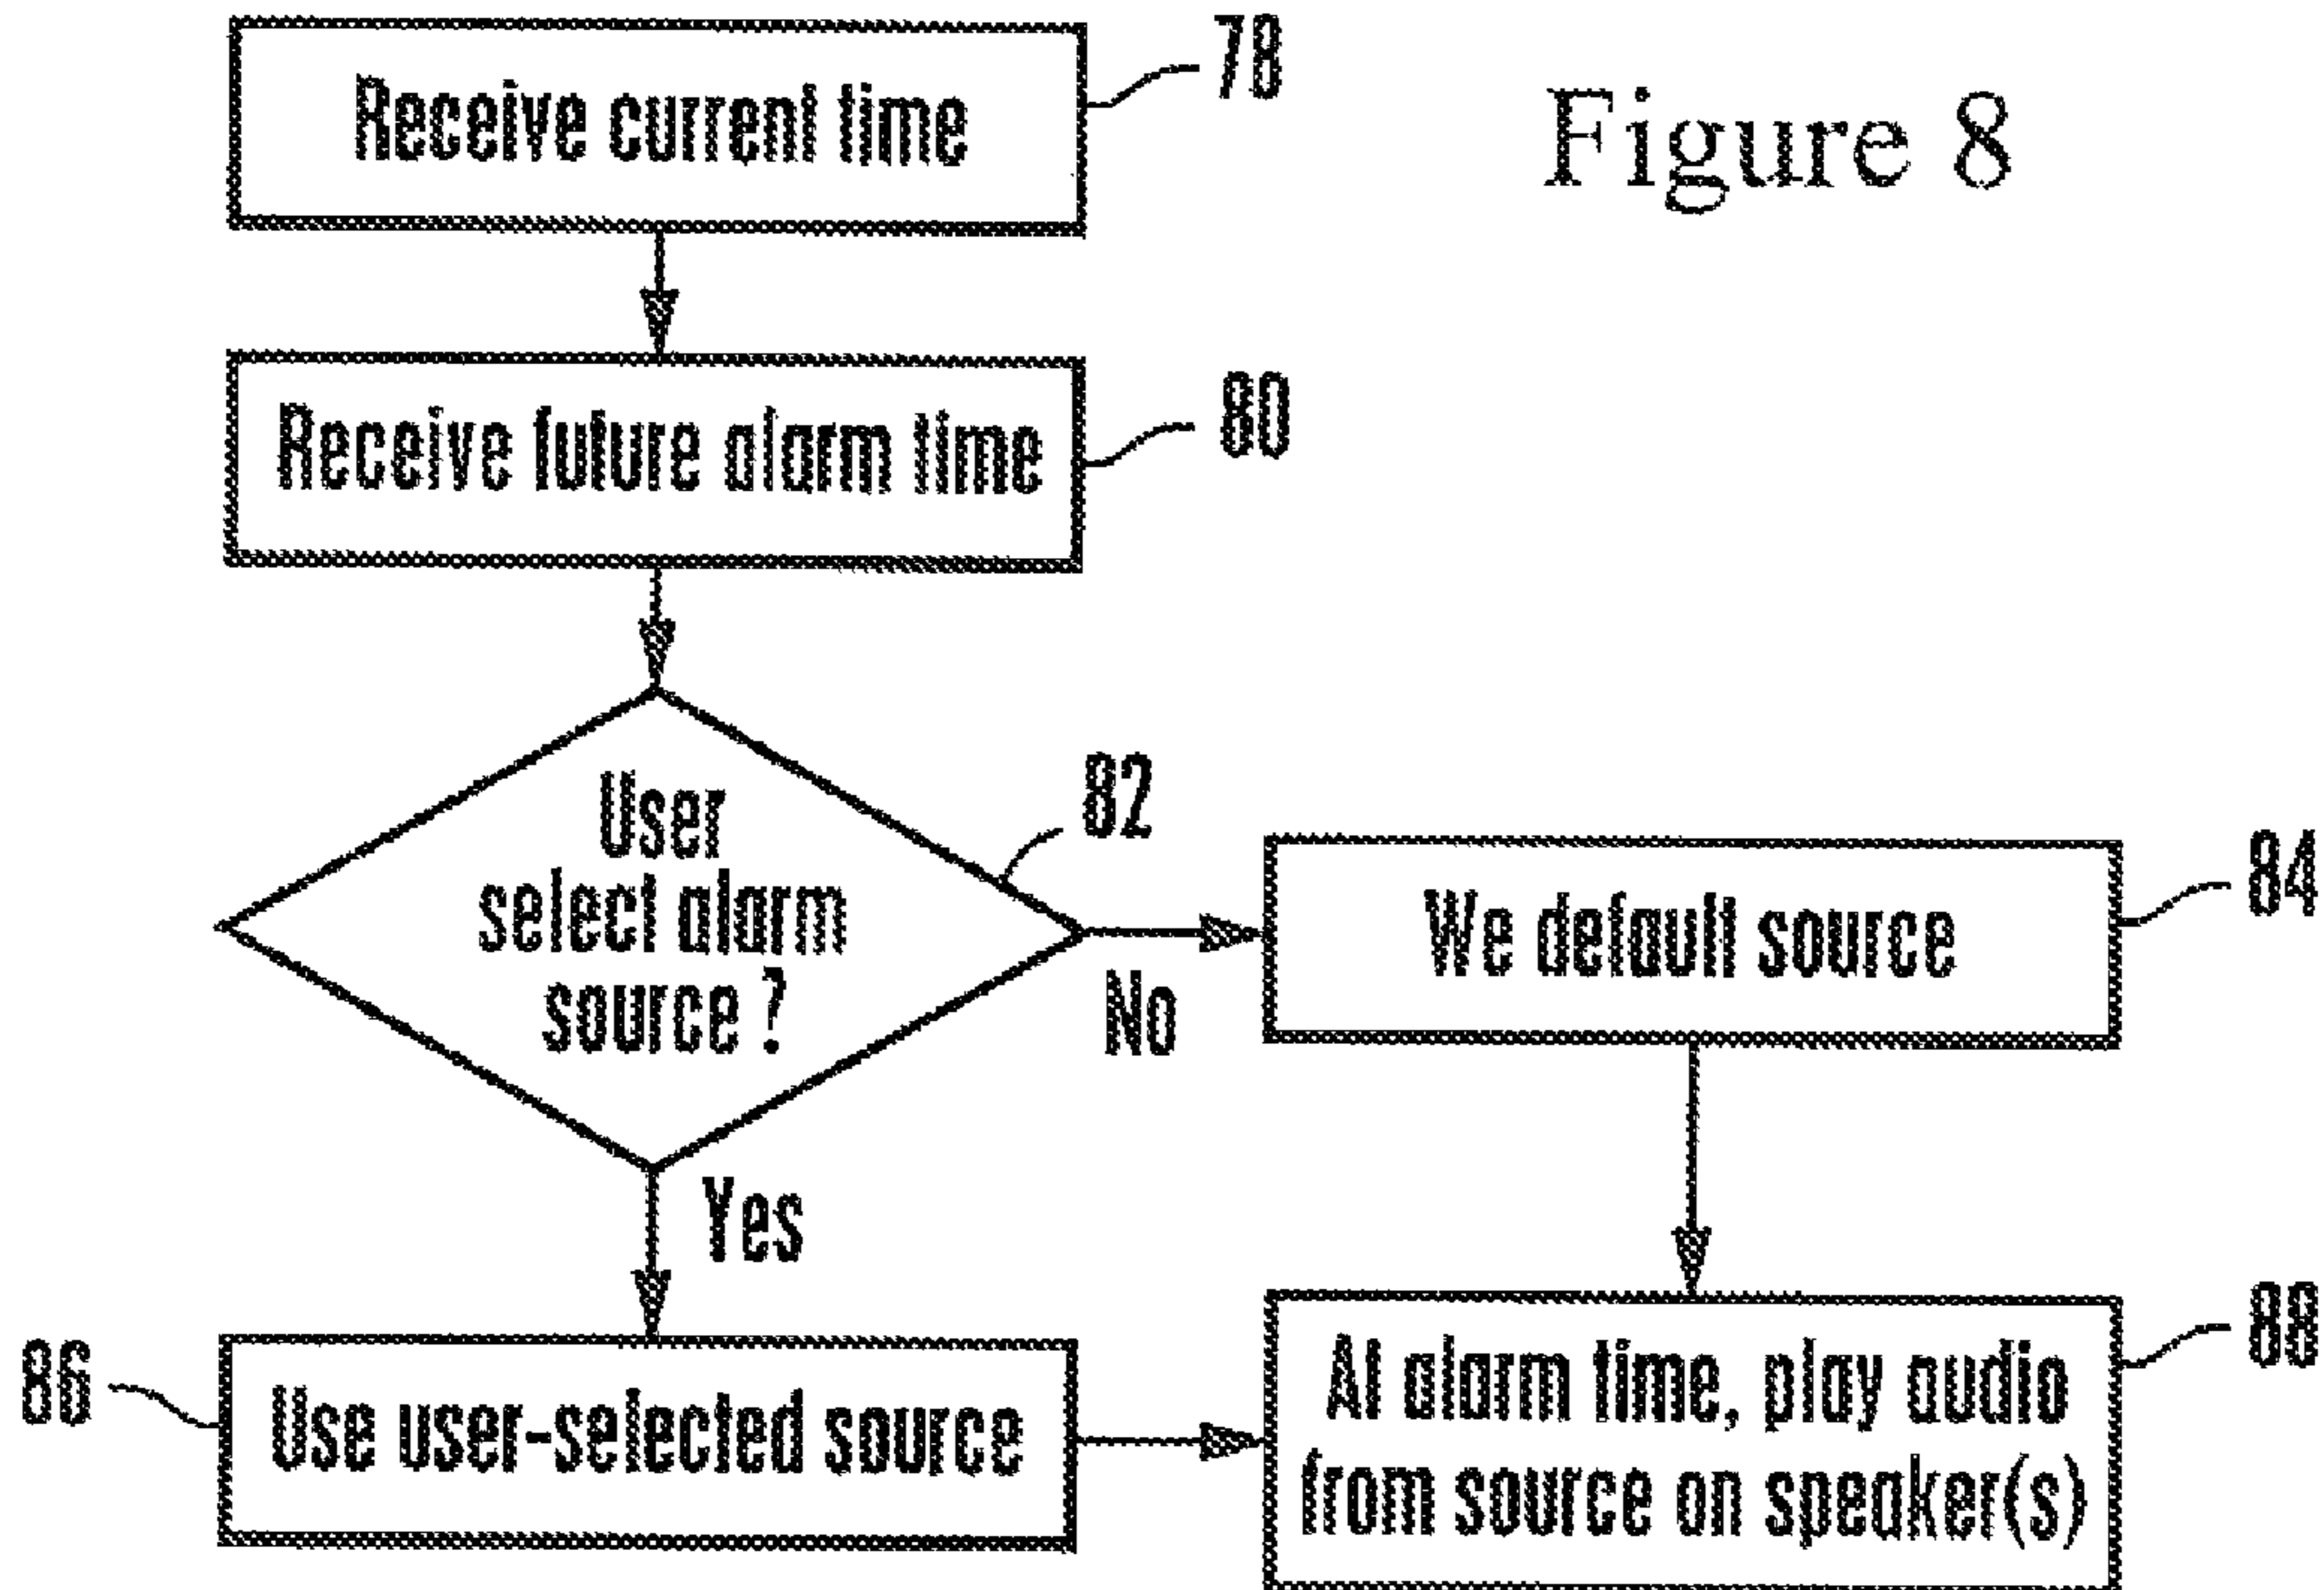 Figure 8
Receive current time
78
Receive future alarm time
80
User
select alarm
source ?
82
No
We default source
84
Yes
86
Use user-selected source
At alarm time, play audio
from source on speaker(s)
88